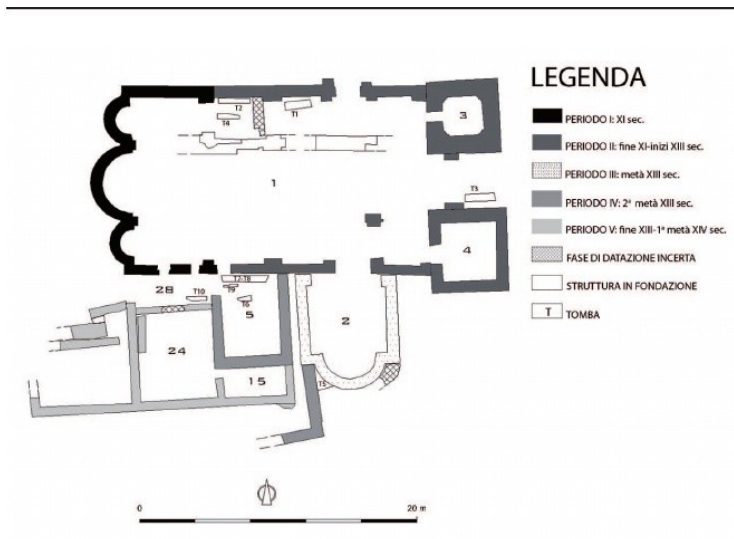 LEGENDA
PERIODO I: XI sec.
PERIODO II: fine XI-inizi XIII sec.
PERIODO III: metà XIII sec.
PERIODO IV: 2ª metà XIII sec.
PERIODO V: fine XIII-1ª metà XIV sec.
FASE DI DATAZIONE INCERTA
STRUTTURA IN FONDAZIONE
T TOMBA
T2
T1
T4
3
1
T3
4
28
T7-T8
T9
T10
T6
5
2
24
15
T5
0
20 m